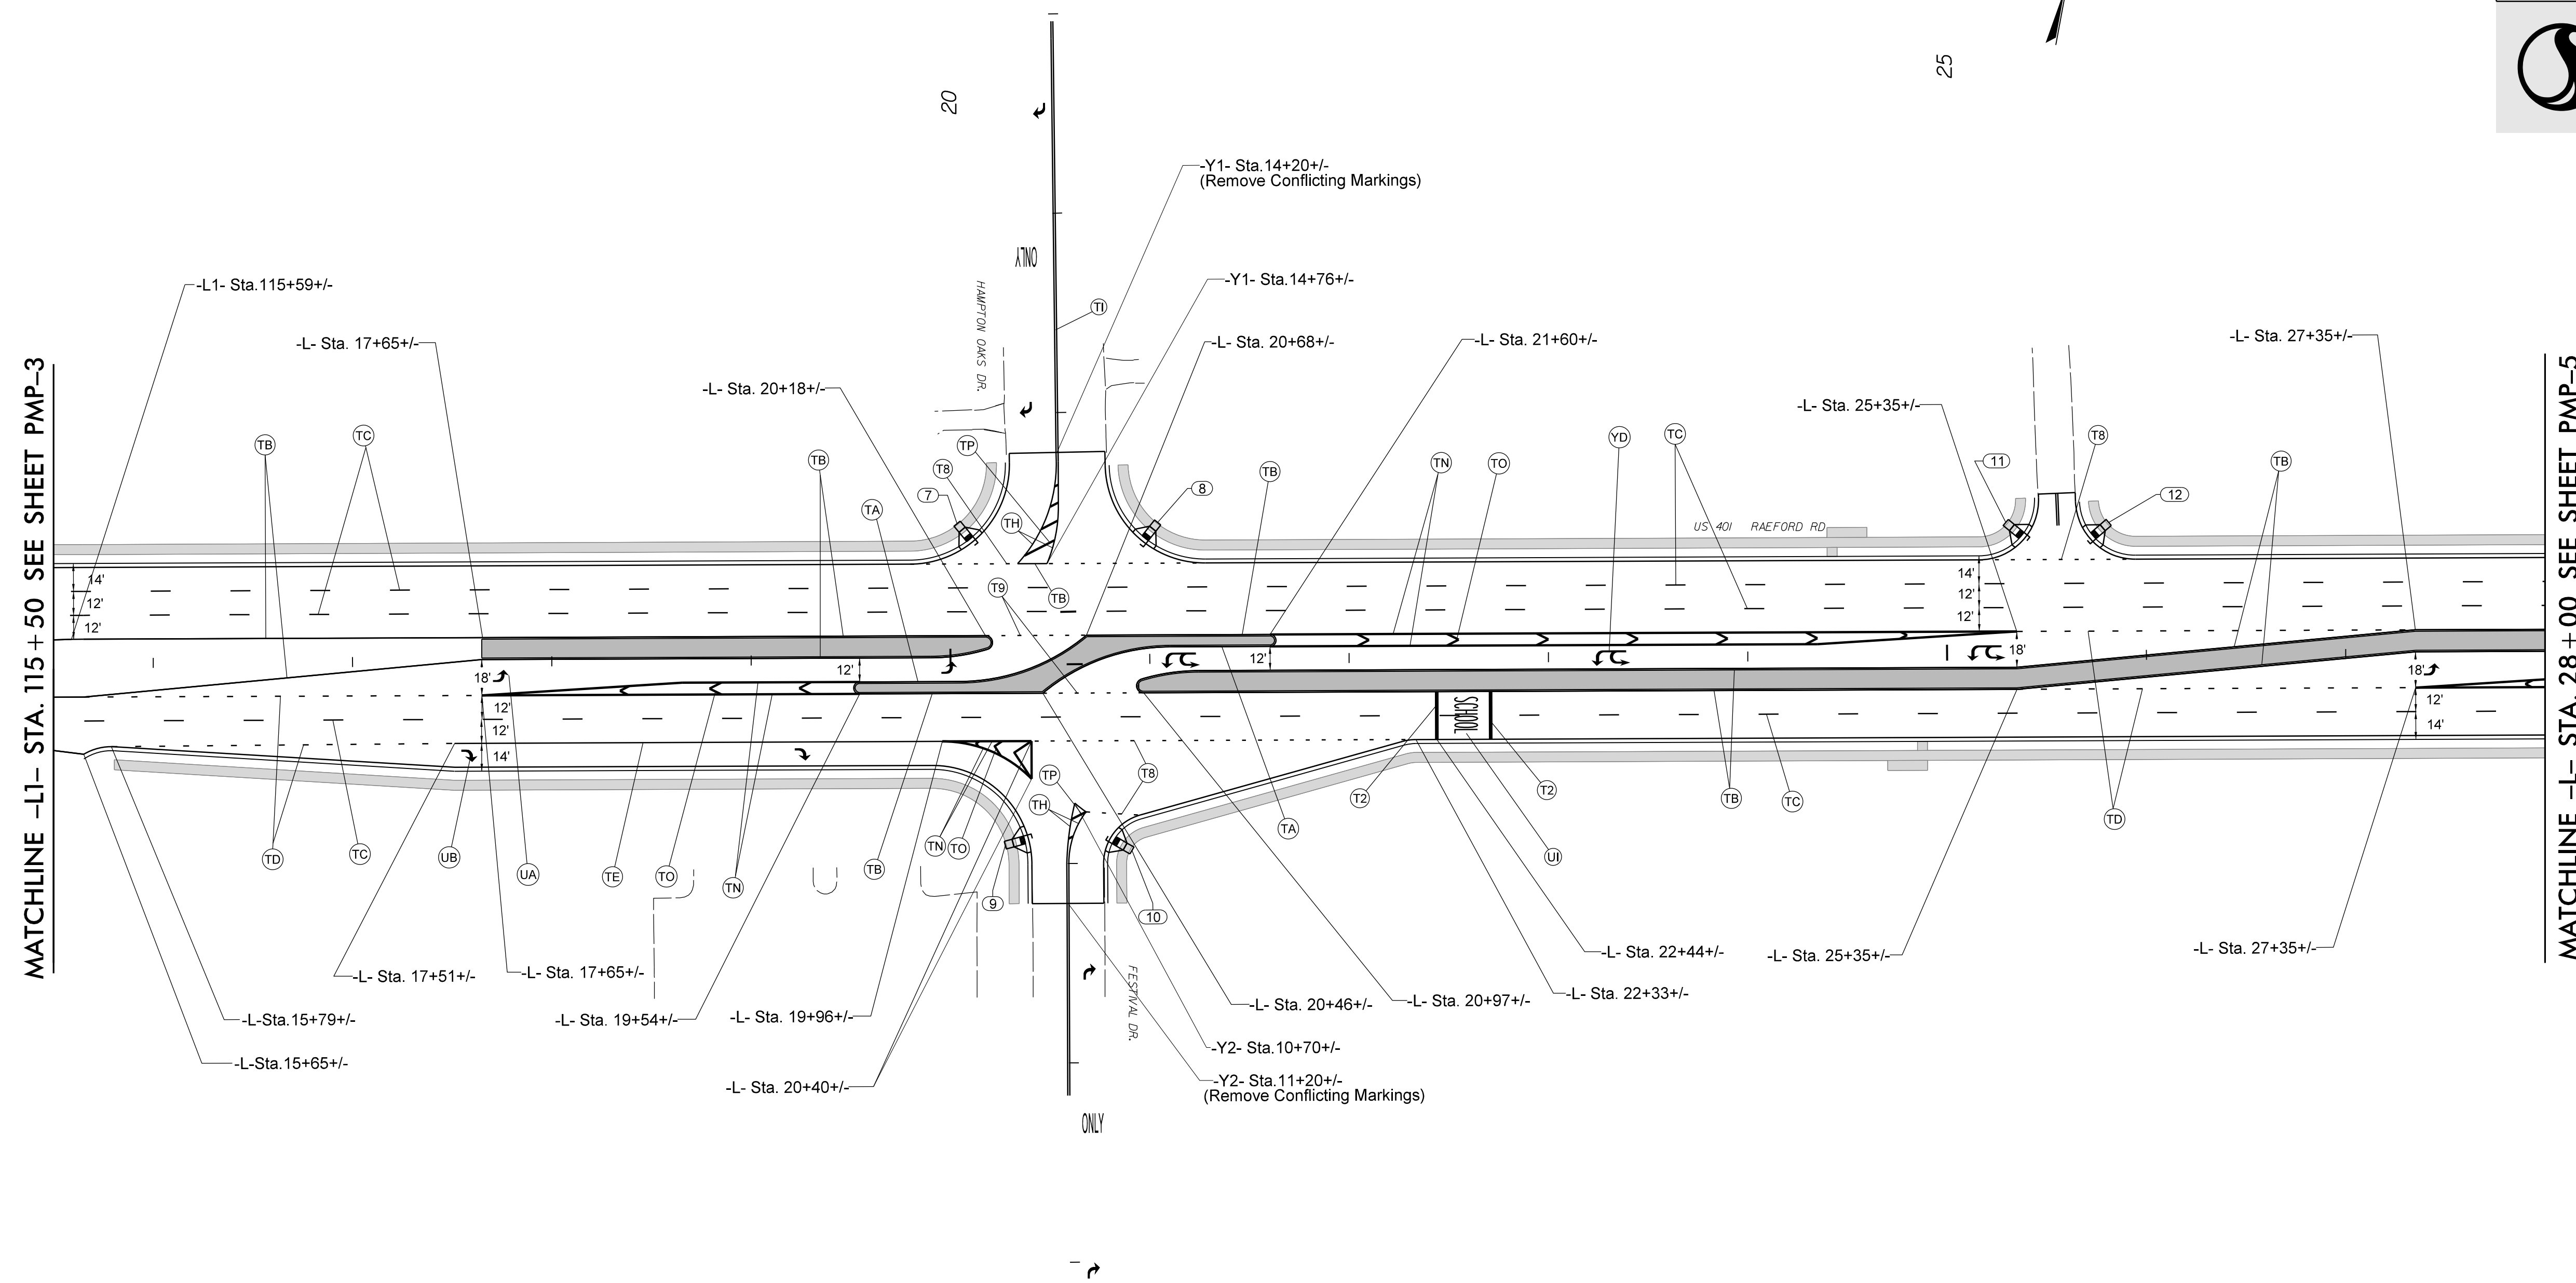 20
25
-Y1- Sta.14+20+/-
(Remove Conflicting Markings)
ONLY
-L1- Sta.115+59+/-
-Y1- Sta.14+76+/-
HAMPTON OAKS DR.
TI
-L- Sta. 17+65+/-
-L- Sta. 20+68+/-
-L- Sta. 21+60+/-
-L- Sta. 27+35+/-
-L- Sta. 20+18+/-
-L- Sta. 25+35+/-
MATCHLINE -L1- STA. 115+50 SEE SHEET PMP-3
MATCHLINE -L- STA. 28+00 SEE SHEET PMP-5
TB
TC
TB
TP
T8
TA
7
8
TB
TN
TO
YD
TC
11
T8
TB
12
TH
US 401 RAEFORD RD
14'
12'
12'
T9
TB
14'
12'
12'
18'
12'
12'
18'
18'
12'
12'
14'
SCHOOL
12'
14'
TD
TC
UB
UA
TE
TO
TN
TB
TN
TO
TP
TH
T8
9
10
TA
T2
T2
UI
TB
TC
TD
-L- Sta. 17+51+/-
-L- Sta. 17+65+/-
FESTIVAL DR.
-L- Sta. 22+44+/-
-L- Sta. 25+35+/-
-L- Sta. 27+35+/-
-L-Sta.15+79+/-
-L- Sta. 19+54+/-
-L- Sta. 19+96+/-
-L- Sta. 20+46+/-
-L- Sta. 20+97+/-
-L- Sta. 22+33+/-
-L-Sta.15+65+/-
-Y2- Sta.10+70+/-
-L- Sta. 20+40+/-
-Y2- Sta.11+20+/-
(Remove Conflicting Markings)
ONLY